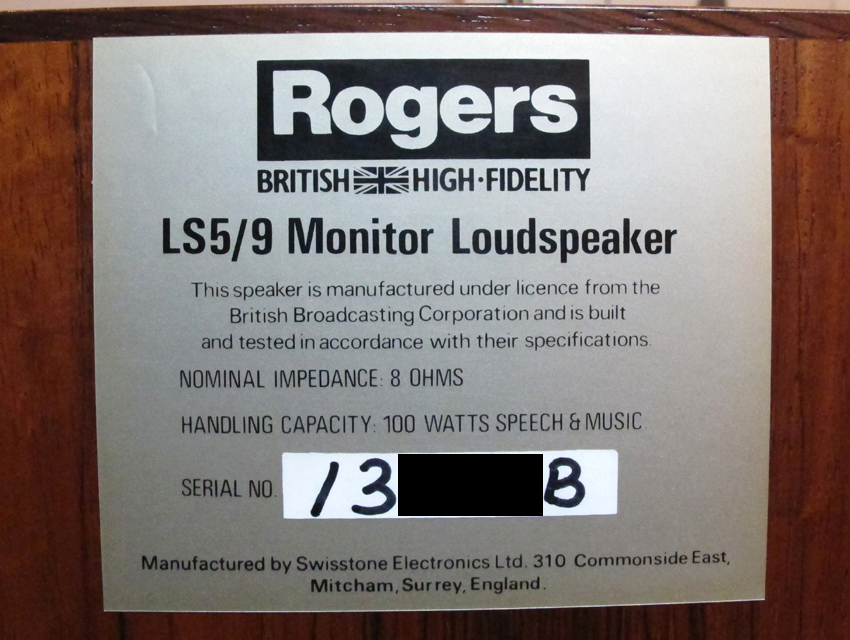 Rogers
BRITISH HIGH·FIDELITY
LS5/9 Monitor Loudspeaker
This speaker is manufactured under licence from the
British Broadcasting Corporation and is built
and tested in accordance with their specifications.
NOMINAL IMPEDANCE: 8 OHMS
HANDLING CAPACITY: 100 WATTS SPEECH & MUSIC
SERIAL NO. 13 B
Manufactured by Swisstone Electronics Ltd. 310 Commonside East,
Mitcham, Surrey, England.